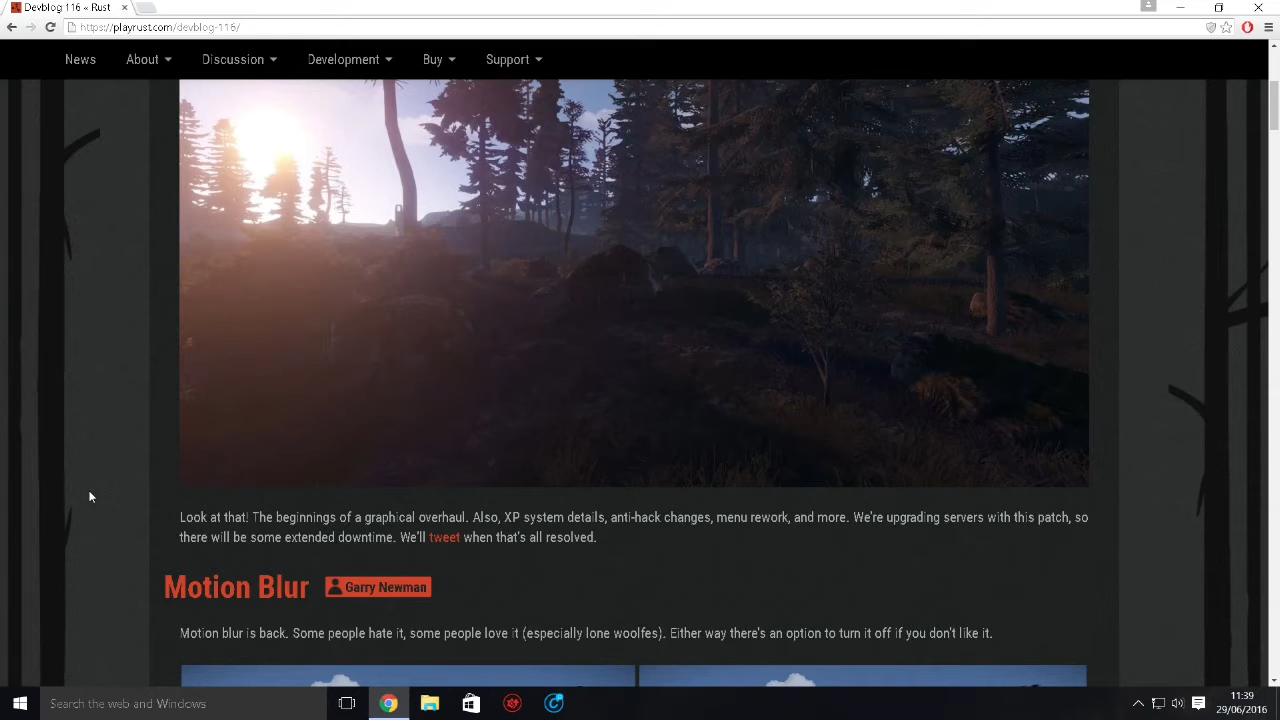 Devblog 116 « Rust
https://playrust.com/devblog-116/
News About Discussion Development Buy Support
Look at that! The beginnings of a graphical overhaul. Also, XP system details, anti-hack changes, menu rework, and more. We're upgrading servers with this patch, so
there will be some extended downtime. We'll tweet when that's all resolved.
Motion Blur Garry Newman
Motion blur is back. Some people hate it, some people love it (especially lone woolfes). Either way there's an option to turn it off if you don't like it.
Search the web and Windows
11:39
29/06/2016